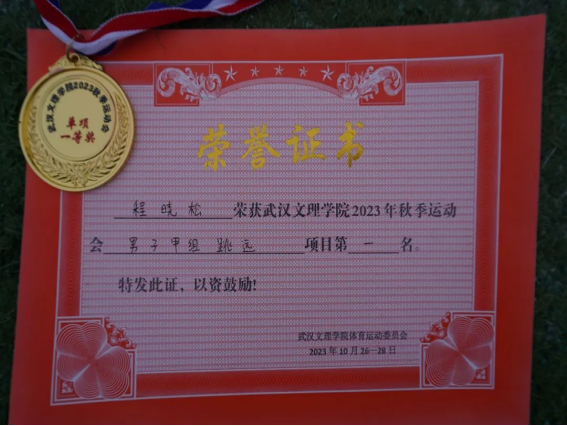 武汉文理学院2023秋季运动会
单项
一等奖
荣誉证书
程晓松 荣获武汉文理学院2023年秋季运动
会 男子甲组 跳远 项目第 一 名。
特发此证，以资鼓励!
武汉文理学院体育运动委员会
2023年10月26—28日